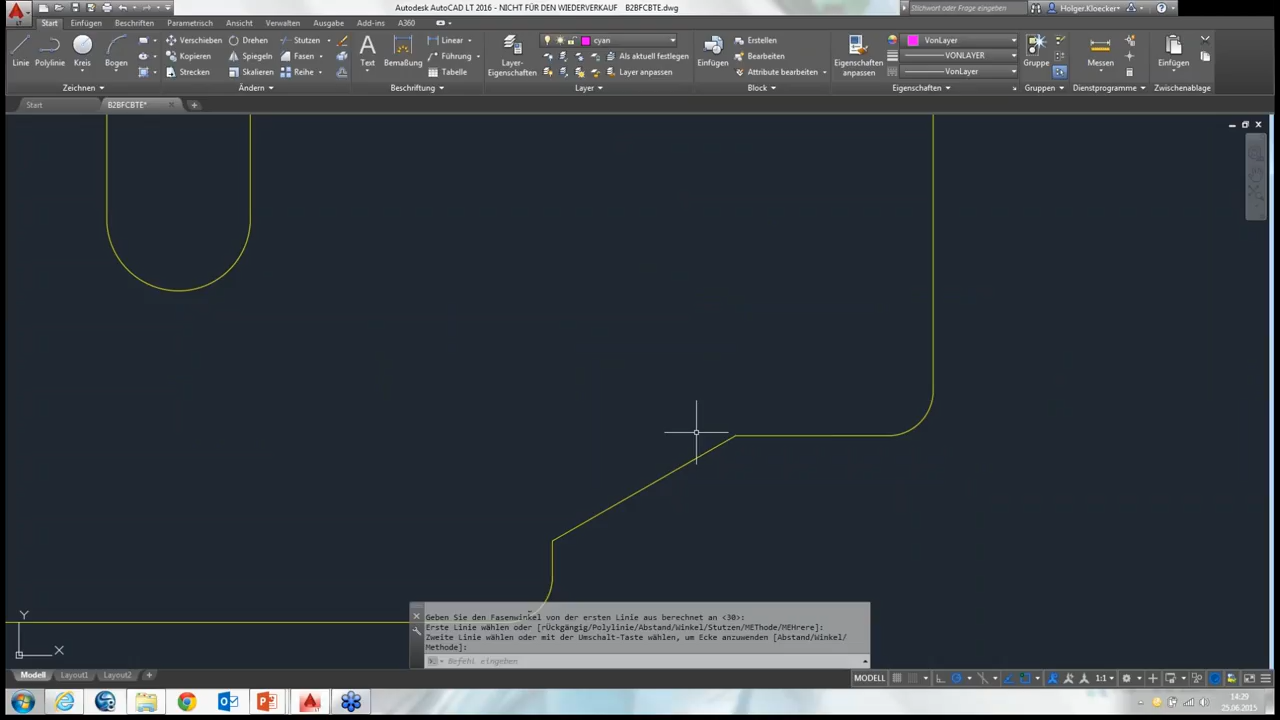 Autodesk AutoCAD LT 2016 - NICHT FÜR DEN WIEDERVERKAUF B2BFCBTE.dwg
Stichwort oder Frage eingeben
Holger.Kloecker...
Start Einfügen Beschriften Parametrisch Ansicht Verwalten Ausgabe Add-ins A360
Linie Polylinie Kreis Bogen
Verschieben Drehen Stutzen
Kopieren Spiegeln Fasen
Strecken Skalieren Reihe
Text Bemaßung
Linear
Führung
Tabelle
Layer-
Eigenschaften
cyan
Als aktuell festlegen
Layer anpassen
Einfügen
Erstellen
Bearbeiten
Attribute bearbeiten
Eigenschaften
anpassen
VonLayer
VONLAYER
VonLayer
Gruppe
Messen
Einfügen
Zeichnen Ändern Beschriftung Layer Block Eigenschaften Gruppen Dienstprogramme Zwischenablage
Start B2BFCBTE*
Y
X
Geben Sie den Fasenwinkel von der ersten Linie aus berechnet an <30>:
Erste Linie wählen oder [rückgängig/Polylinie/Abstand/Winkel/Stutzen/METhode/MEHrere]:
Zweite Linie wählen oder mit der Umschalt-Taste wählen, um Ecke anzuwenden [Abstand/Winkel/
Methode]:
Befehl eingeben
Modell Layout1 Layout2 +
MODELL
1:1
14:29
25.06.2015